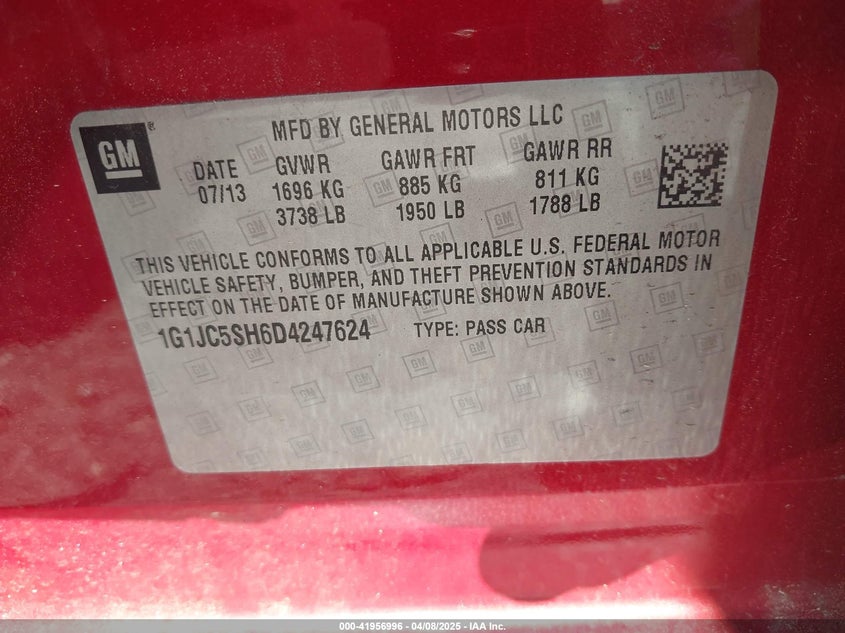 MFD BY GENERAL MOTORS LLC
GM
DATE GVWR GAWR FRT GAWR RR
07/13 1696 KG 885 KG 811 KG
3738 LB 1950 LB 1788 LB
THIS VEHICLE CONFORMS TO ALL APPLICABLE U.S. FEDERAL MOTOR
VEHICLE SAFETY, BUMPER, AND THEFT PREVENTION STANDARDS IN
EFFECT ON THE DATE OF MANUFACTURE SHOWN ABOVE.
1G1JC5SH6D4247624 TYPE: PASS CAR
000-41956996 - 04/08/2025 - IAA Inc.